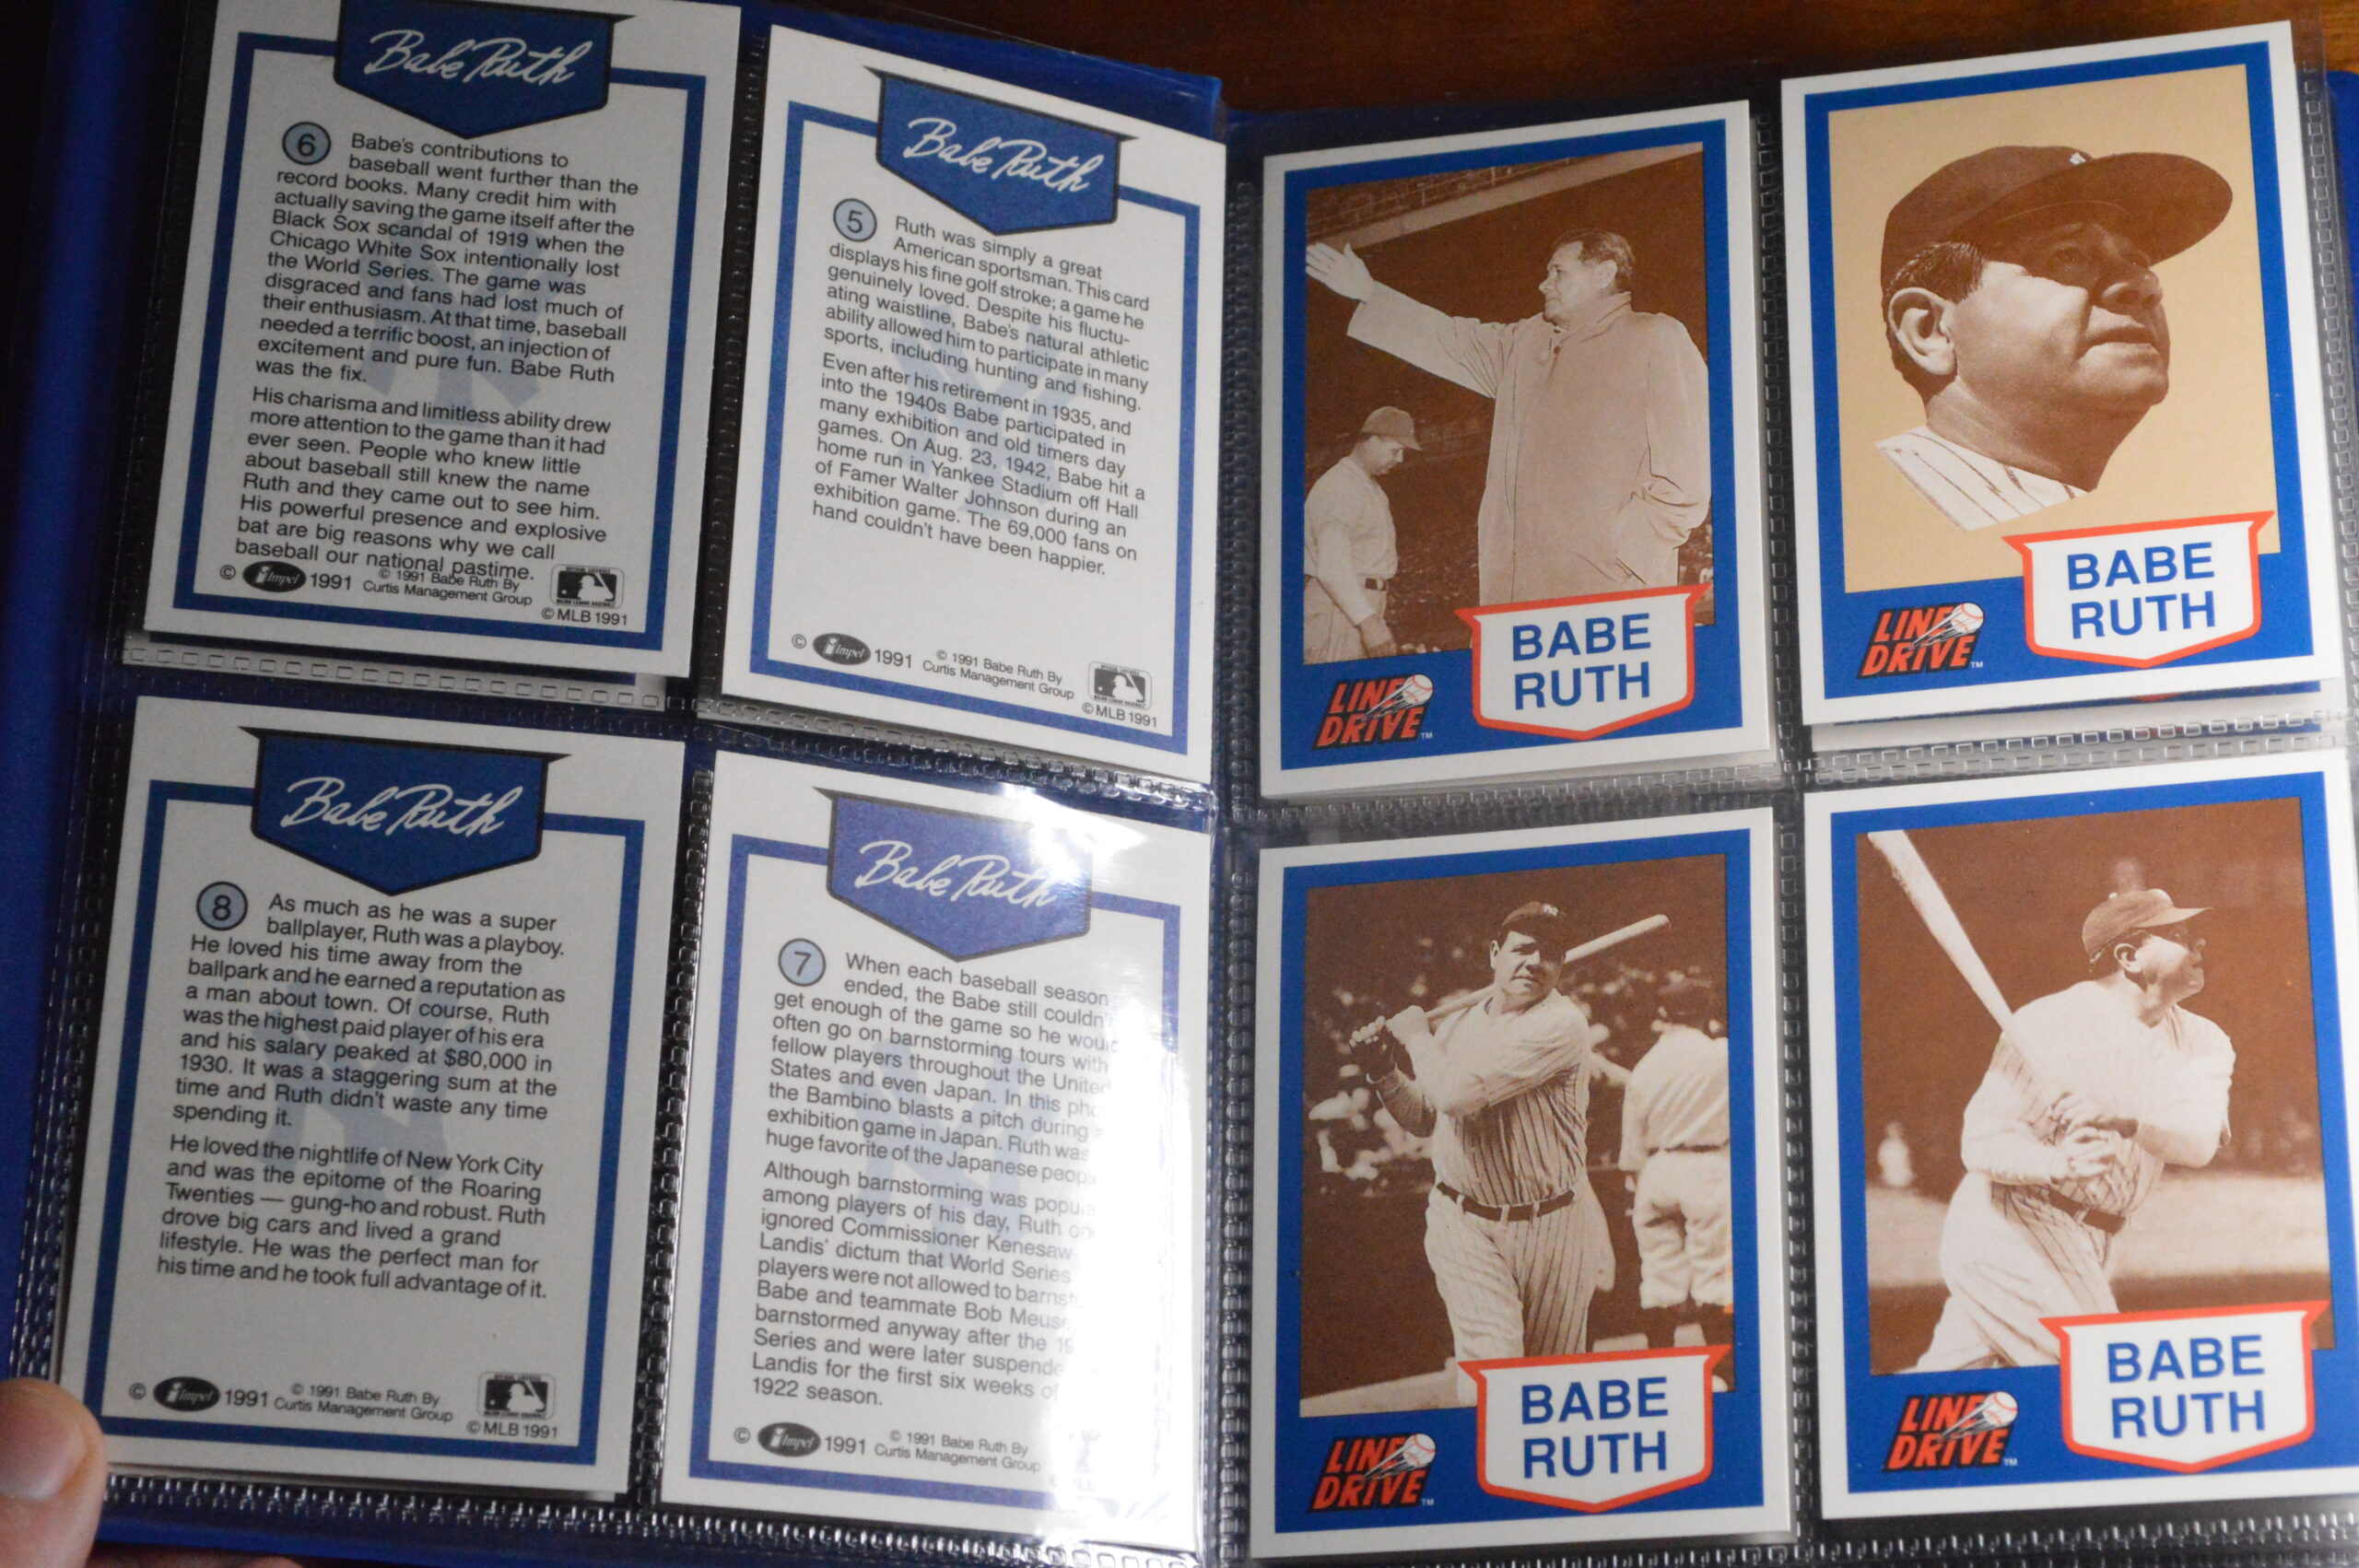 Babe Ruth
6
Babe's contributions to
baseball went further than the
record books. Many credit him with
actually saving the game itself after the
Black Sox scandal of 1919 when the
Chicago White Sox intentionally lost
the World Series. The game was
disgraced and fans had lost much of
their enthusiasm. At that time, baseball
needed a terrific boost, an injection of
excitement and pure fun. Babe Ruth
was the fix.
His charisma and limitless ability drew
more attention to the game than it had
ever seen. People who knew little
about baseball still knew the name
Ruth and they came out to see him.
His powerful presence and explosive
bat are big reasons why we call
baseball our national pastime.
© Impel 1991
© 1991 Babe Ruth By
Curtis Management Group
© MLB 1991
Babe Ruth
5
Ruth was simply a great
American sportsman. This card
displays his fine golf stroke; a game he
genuinely loved. Despite his fluctu-
ating waistline, Babe's natural athletic
ability allowed him to participate in many
sports, including hunting and fishing.
Even after his retirement in 1935, and
into the 1940s Babe participated in
many exhibition and old timers day
games. On Aug. 23, 1942, Babe hit a
home run in Yankee Stadium off Hall
of Famer Walter Johnson during an
exhibition game. The 69,000 fans on
hand couldn't have been happier.
© Impel 1991
© 1991 Babe Ruth By
Curtis Management Group
© MLB 1991
LINE
DRIVE™
BABE
RUTH
LINE
DRIVE™
BABE
RUTH
Babe Ruth
8
As much as he was a super
ballplayer, Ruth was a playboy.
He loved his time away from the
ballpark and he earned a reputation as
a man about town. Of course, Ruth
was the highest paid player of his era
and his salary peaked at $80,000 in
1930. It was a staggering sum at the
time and Ruth didn't waste any time
spending it.
He loved the nightlife of New York City
and was the epitome of the Roaring
Twenties — gung-ho and robust. Ruth
drove big cars and lived a grand
lifestyle. He was the perfect man for
his time and he took full advantage of it.
© Impel 1991
© 1991 Babe Ruth By
Curtis Management Group
© MLB 1991
Babe Ruth
7
When each baseball season
ended, the Babe still couldn't
get enough of the game so he would
often go on barnstorming tours with
fellow players throughout the United
States and even Japan. In this
the Bambino blasts a pitch during
exhibition game in Japan. Ruth was
huge favorite of the Japanese
Although barnstorming was
among players of his day, Ruth
ignored Commissioner Kenesaw
Landis' dictum that World Series
players were not allowed to
Babe and teammate Bob Meusel
barnstormed anyway after the
Series and were later
Landis for the first six weeks of
1922 season.
© Impel 1991
© 1991 Babe Ruth By
Curtis Management Group
LINE
DRIVE™
BABE
RUTH
LINE
DRIVE™
BABE
RUTH